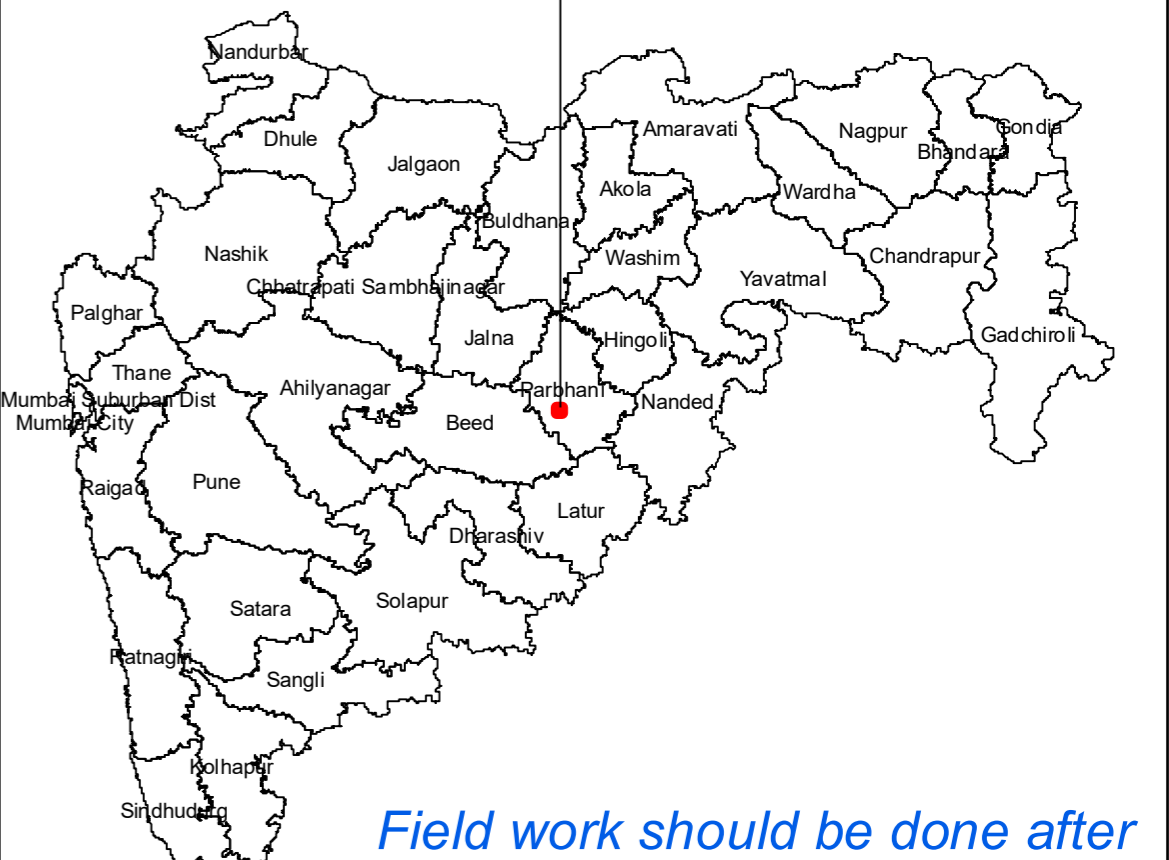 Nandurbar
Dhule
Jalgaon
Amaravati
Nagpur
Gondia
Bhandara
Akola
Wardha
Buldhana
Nashik
Washim
Chandrapur
Yavatmal
Chhatrapati Sambhajinagar
Palghar
Jalna
Hingoli
Gadchiroli
Thane
Ahilyanagar
Parbhani
Mumbai Suburban Dist
Mumbai City
Beed
Nanded
Raigad
Pune
Latur
Dharashiv
Satara
Solapur
Ratnagiri
Sangli
Kolhapur
Sindhudurg
Field work should be done after